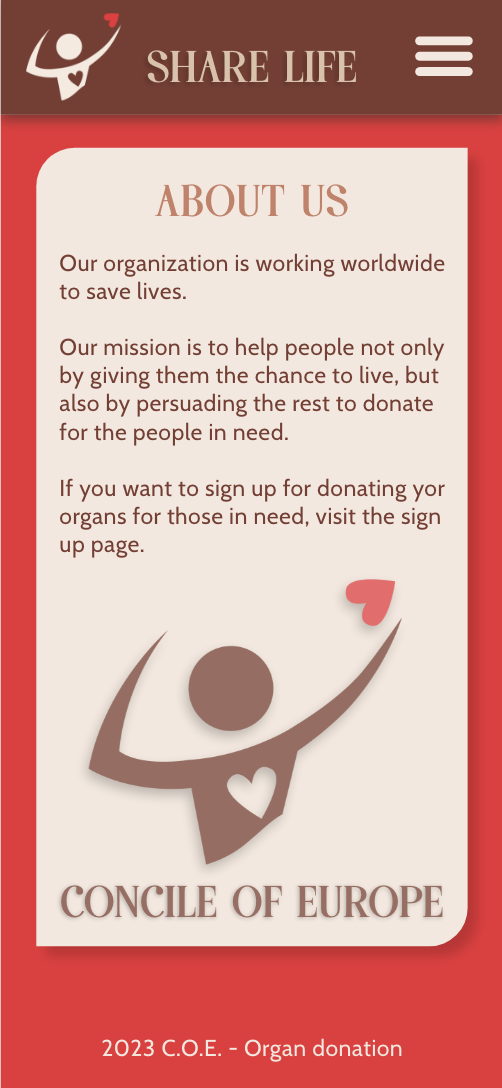 SHARE LIFE
ABOUT US
Our organization is working worldwide
to save lives.
Our mission is to help people not only
by giving them the chance to live, but
also by persuading the rest to donate
for the people in need.
If you want to sign up for donating yor
organs for those in need, visit the sign
up page.
CONCILE OF EUROPE
2023 C.O.E. - Organ donation